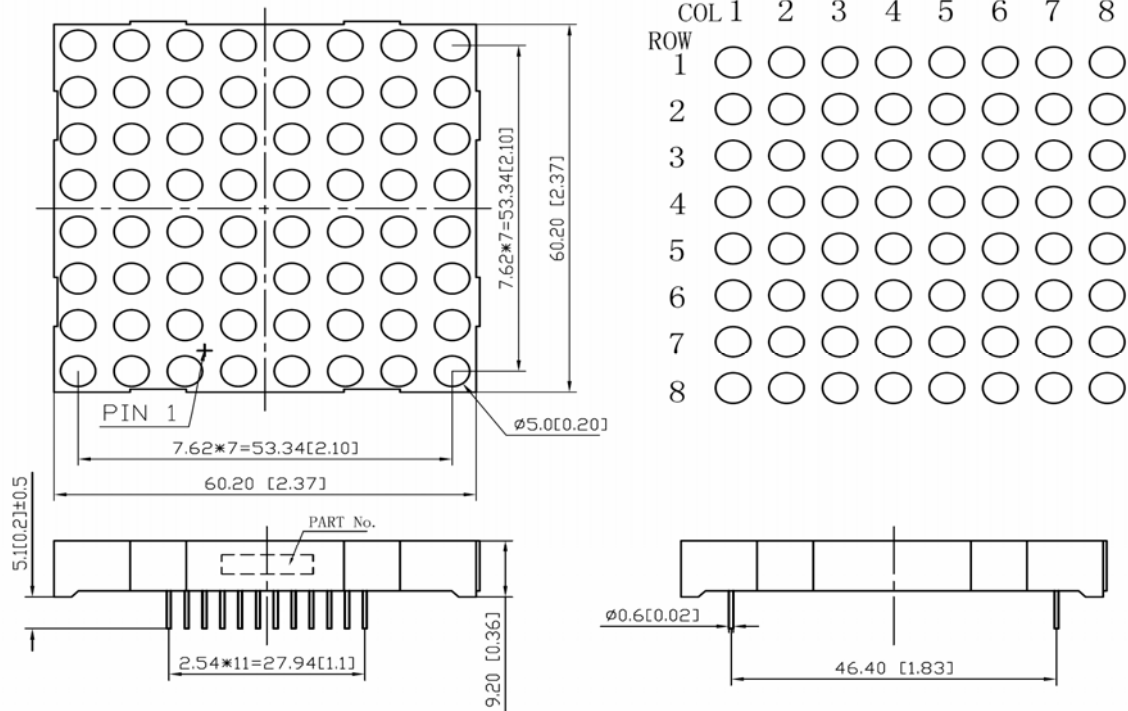 COL 1 2 3 4 5 6 7 8
ROW
1
2
3
4
5
6
7
8
7.62*7=53.34[2.10]
60.20 [2.37]
PIN 1
ø5.0[0.20]
7.62*7=53.34[2.10]
60.20 [2.37]
5.1[0.2]±0.5
PART No.
2.54*11=27.94[1.1]
9.20 [0.36]
ø0.6[0.02]
46.40 [1.83]